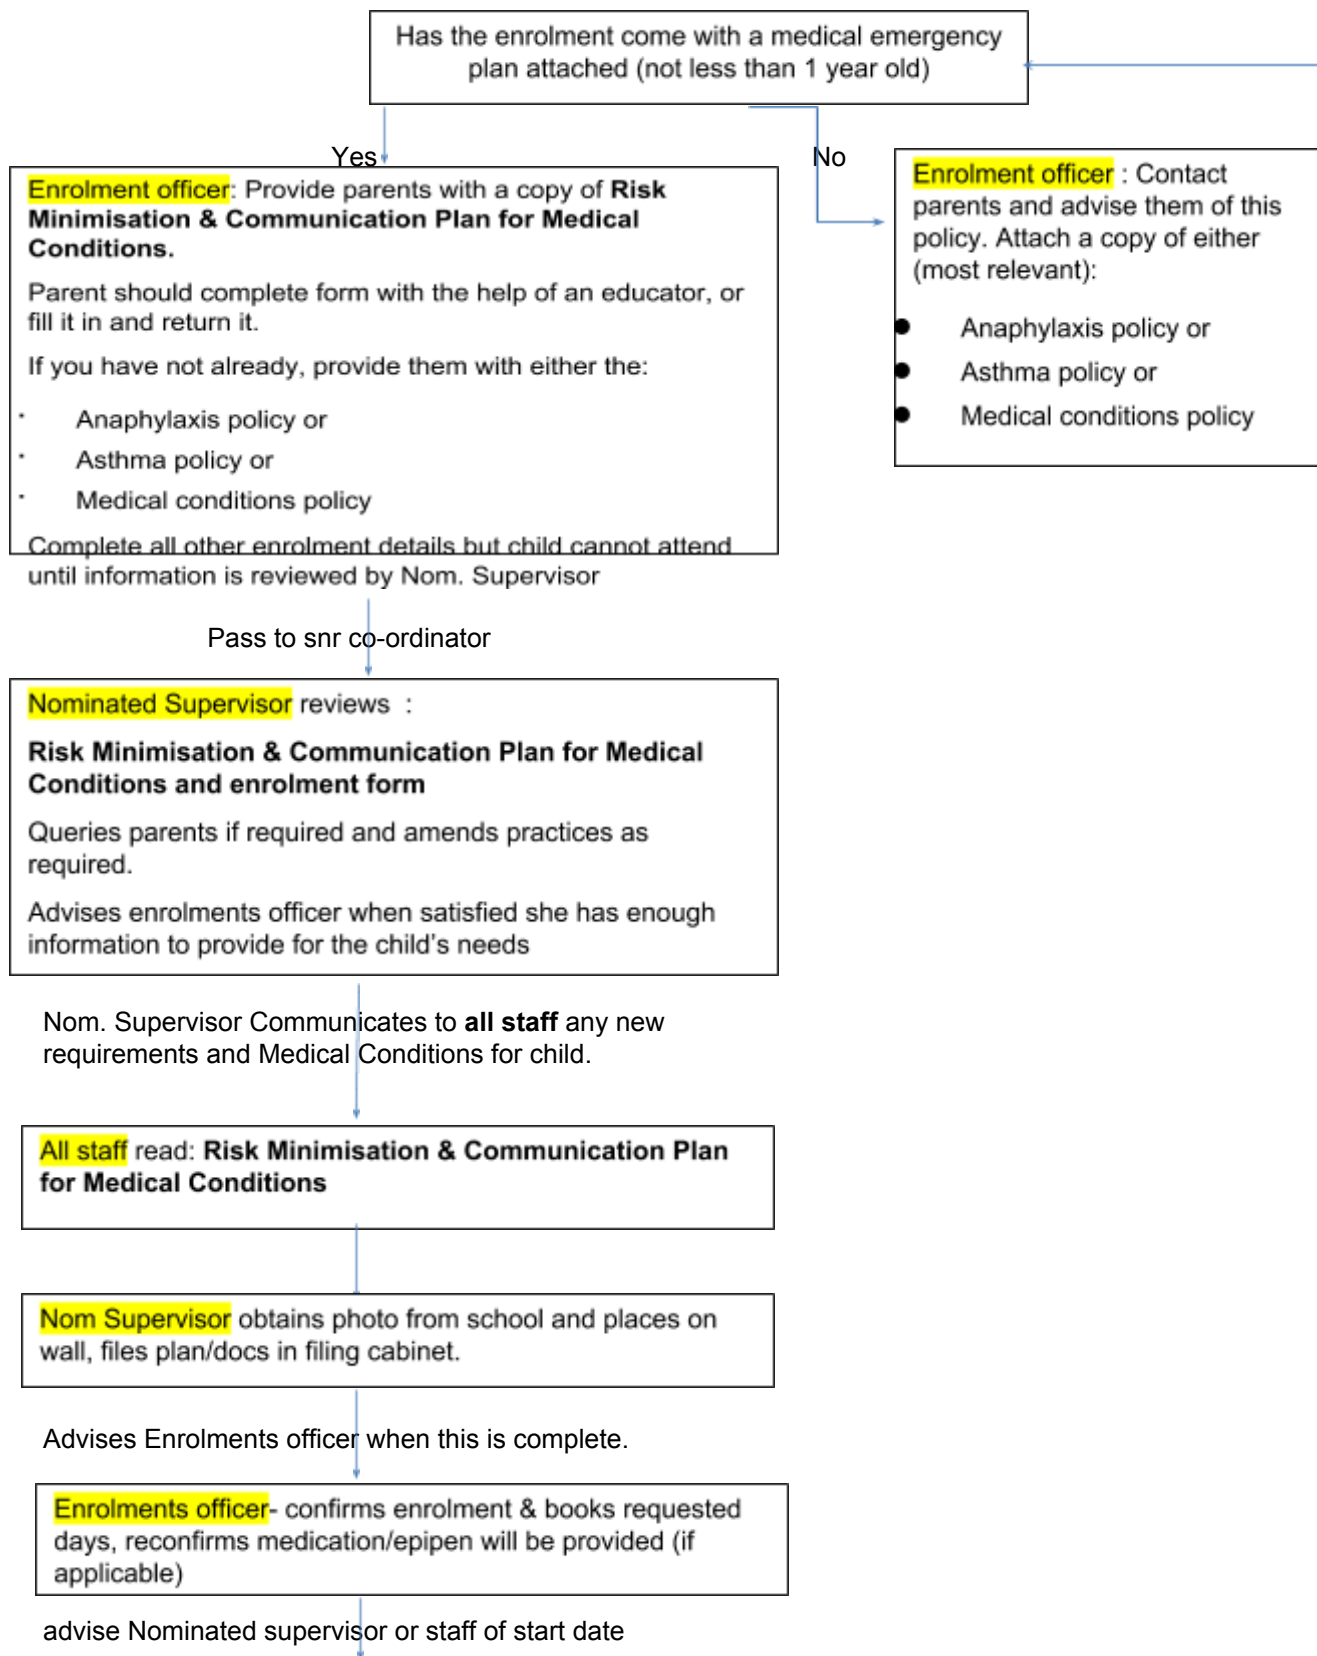 Has the enrolment come with a medical emergency
plan attached (not less than 1 year old)
Yes
No
Enrolment officer: Provide parents with a copy of Risk
Minimisation & Communication Plan for Medical
Conditions.
Parent should complete form with the help of an educator, or
fill it in and return it.
If you have not already, provide them with either the:
· Anaphylaxis policy or
· Asthma policy or
· Medical conditions policy
Complete all other enrolment details but child cannot attend
until information is reviewed by Nom. Supervisor
Enrolment officer : Contact
parents and advise them of this
policy. Attach a copy of either
(most relevant):
● Anaphylaxis policy or
● Asthma policy or
● Medical conditions policy
Pass to snr co-ordinator
Nominated Supervisor reviews :
Risk Minimisation & Communication Plan for Medical
Conditions and enrolment form
Queries parents if required and amends practices as
required.
Advises enrolments officer when satisfied she has enough
information to provide for the child's needs
Nom. Supervisor Communicates to all staff any new
requirements and Medical Conditions for child.
All staff read: Risk Minimisation & Communication Plan
for Medical Conditions
Nom Supervisor obtains photo from school and places on
wall, files plan/docs in filing cabinet.
Advises Enrolments officer when this is complete.
Enrolments officer- confirms enrolment & books requested
days, reconfirms medication/epipen will be provided (if
applicable)
advise Nominated supervisor or staff of start date